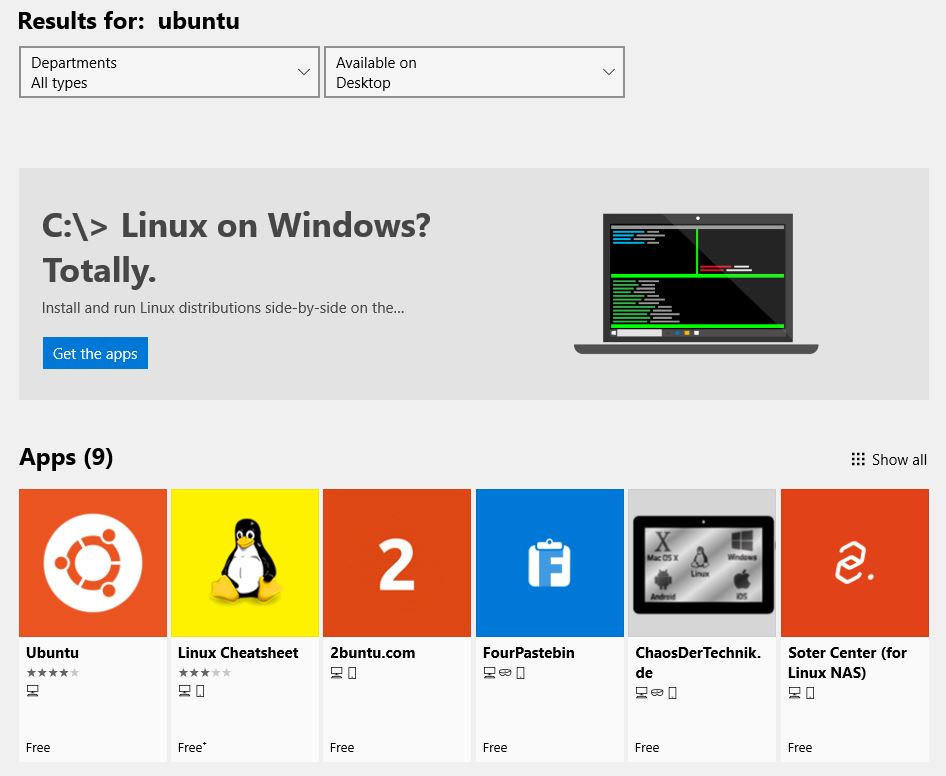 Results for: ubuntu
Departments
All types
Available on
Desktop
C:\> Linux on Windows?
Totally.
Install and run Linux distributions side-by-side on the...
Get the apps
Apps (9)
Show all
2
F
X
Mac OS X
Windows
Linux
Android
iOS
Ubuntu
Free
Linux Cheatsheet
Free*
2buntu.com
Free
FourPastebin
Free
ChaosDerTechnik.
de
Free
Soter Center (for
Linux NAS)
Free